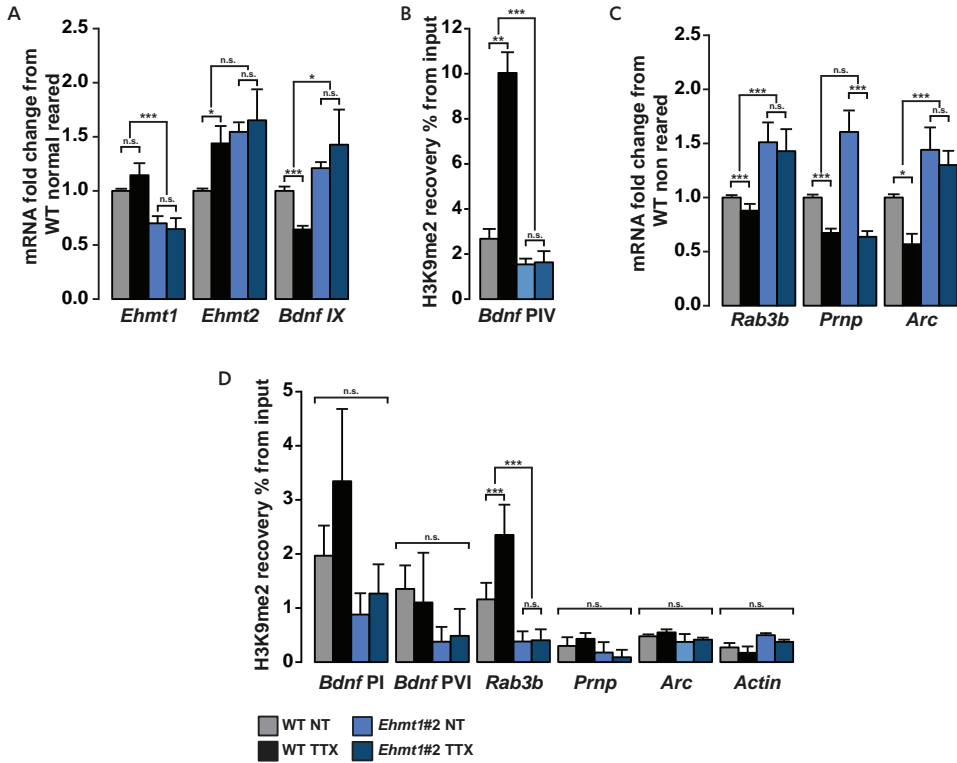 A
mRNA fold change from
WT normal reared
2.5
2.0
1.5
1.0
0.5
0.0
n.s.
***
n.s.
n.s.
*
n.s.
*
***
n.s.
Ehmt1 Ehmt2 Bdnf IX
B
H3K9me2 recovery % from input
12
10
8
6
4
2
0
***
**
n.s.
Bdnf PIV
C
mRNA fold change from
WT non reared
2.5
2.0
1.5
1.0
0.5
0.0
***
n.s.
***
n.s.
***
***
***
n.s.
*
Rab3b Prnp Arc
D
H3K9me2 recovery % from input
5
4
3
2
1
0
n.s.
n.s.
***
***
n.s.
n.s.
n.s.
n.s.
Bdnf PI Bdnf PVI Rab3b Prnp Arc Actin
WT NT Ehmt1#2 NT
WT TTX Ehmt1#2 TTX